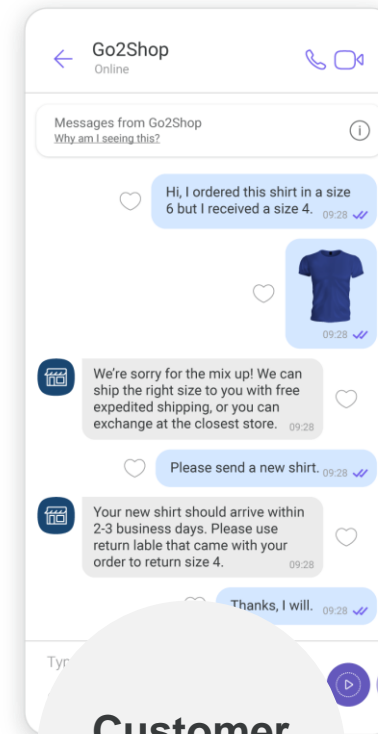 Go2Shop
Online
Messages from Go2Shop
Why am I seeing this?
Hi, I ordered this shirt in a size
6 but I received a size 4. 09:28
09:28
We're sorry for the mix up! We can
ship the right size to you with free
expedited shipping, or you can
exchange at the closest store. 09:28
Please send a new shirt. 09:28
Your new shirt should arrive within
2-3 business days. Please use
return lable that came with your
order to return size 4. 09:28
Thanks, I will. 09:28
Customer